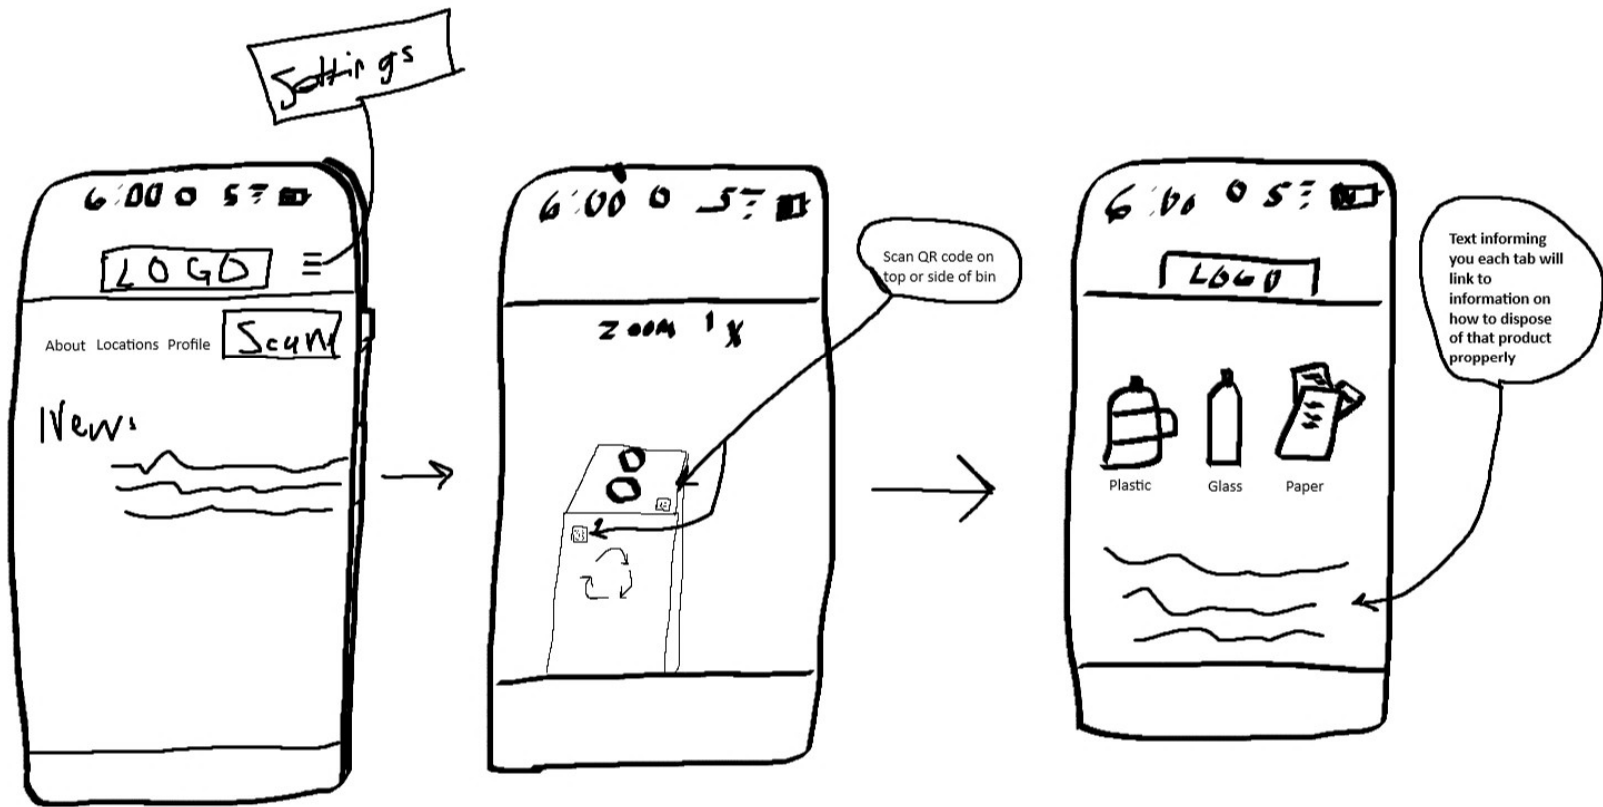 Settings
6:00
LOGO
About Locations Profile Scan
News
6:00
Zoom 1x
Scan QR code on
top or side of bin
6:00
LOGO
Plastic Glass Paper
Text informing
you each tab will
link to
information on
how to dispose
of that product
propperly